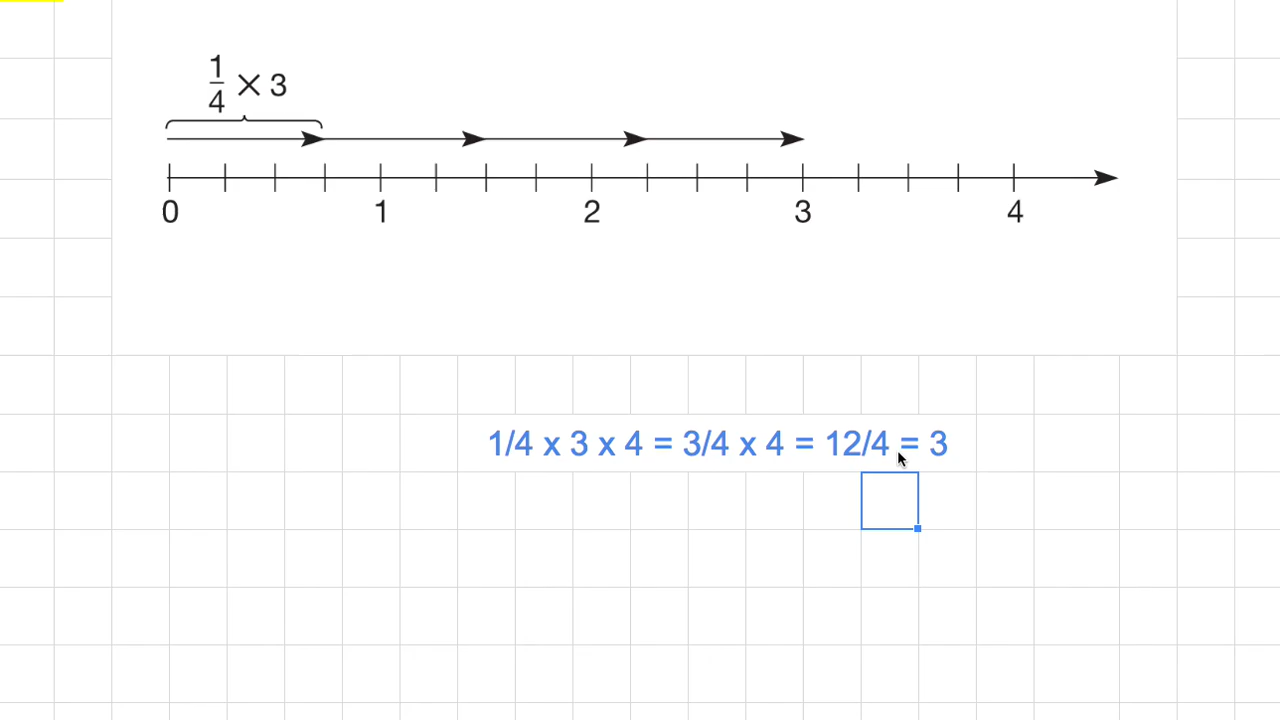 1/4 × 3
0 1 2 3 4
1/4 x 3 x 4 = 3/4 x 4 = 12/4 = 3